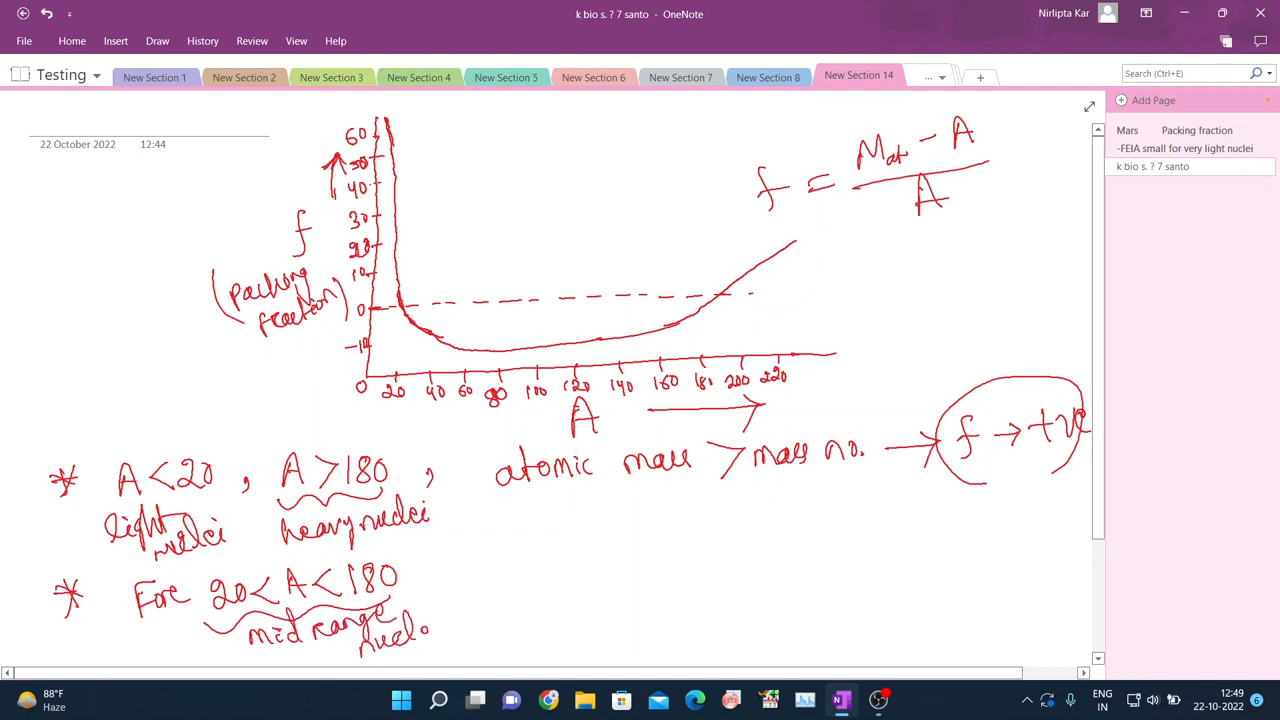 k bio s. ? 7 santo - OneNote
Nirlipta Kar
File Home Insert Draw History Review View Help
Testing
New Section 1 New Section 2 New Section 3 New Section 4 New Section 5 New Section 6 New Section 7 New Section 8 New Section 14 ...
Search (Ctrl+E)
Add Page
Mars Packing fraction
-FEIA small for very light nuclei
k bio s. ? 7 santo
22 October 2022 12:44
f = (Mat - A) / A
60
50
40
30
20
10
0
-10
f
(packing
fraction)
0 20 40 60 80 100 120 140 160 180 200 220
A
* A < 20 , A > 180 , atomic mass > mass no. → f → +ve
light nuclei heavy nuclei
* For 20 < A < 180
mid range
88°F
Haze
ENG
IN
12:49
22-10-2022
6